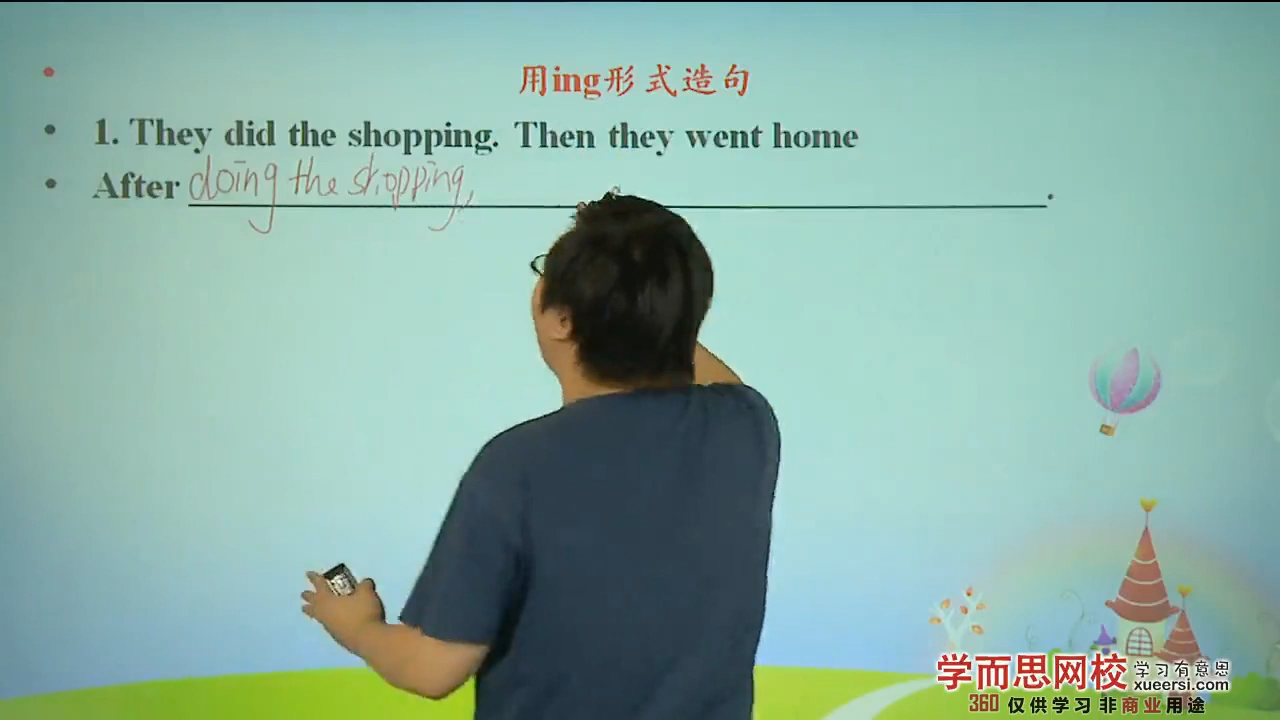 用ing形式造句
1. They did the shopping. Then they went home
After doing the shopping, .
学而思网校 学习有意思
xueersi.com
360 仅供学习 非商业用途